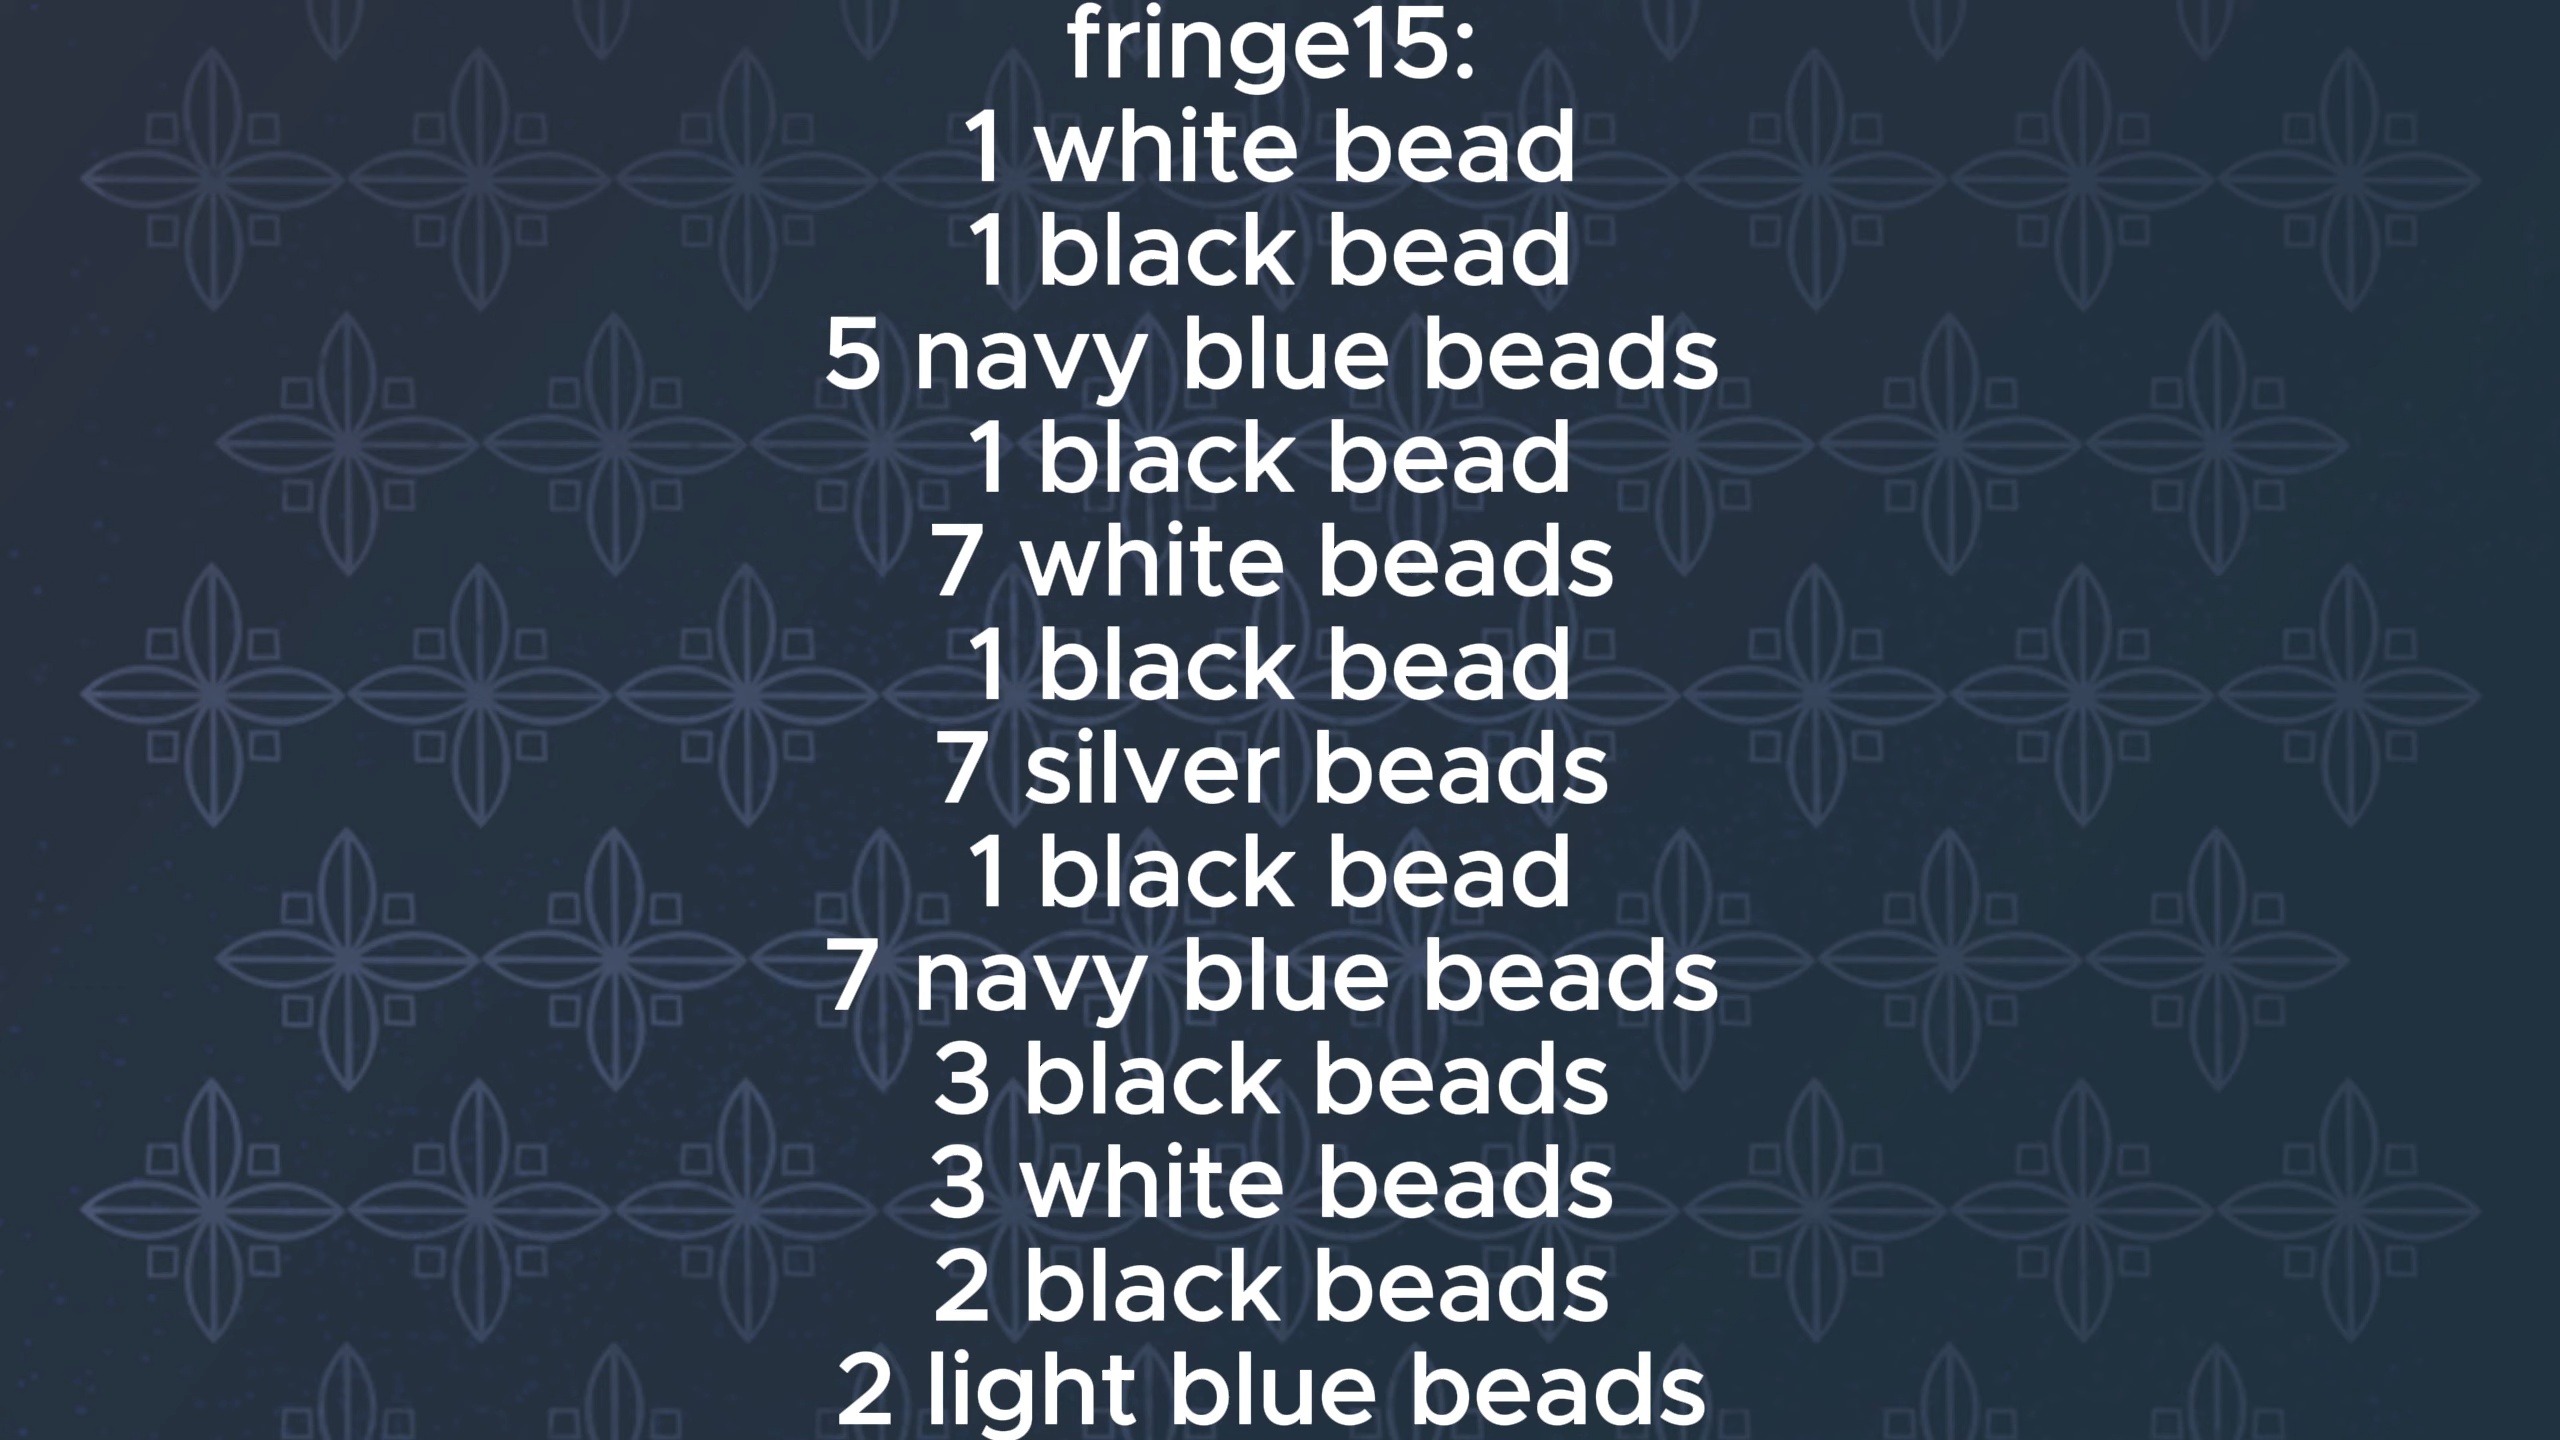 fringe15:
1 white bead
1 black bead
5 navy blue beads
1 black bead
7 white beads
1 black bead
7 silver beads
1 black bead
7 navy blue beads
3 black beads
3 white beads
2 black beads
2 light blue beads